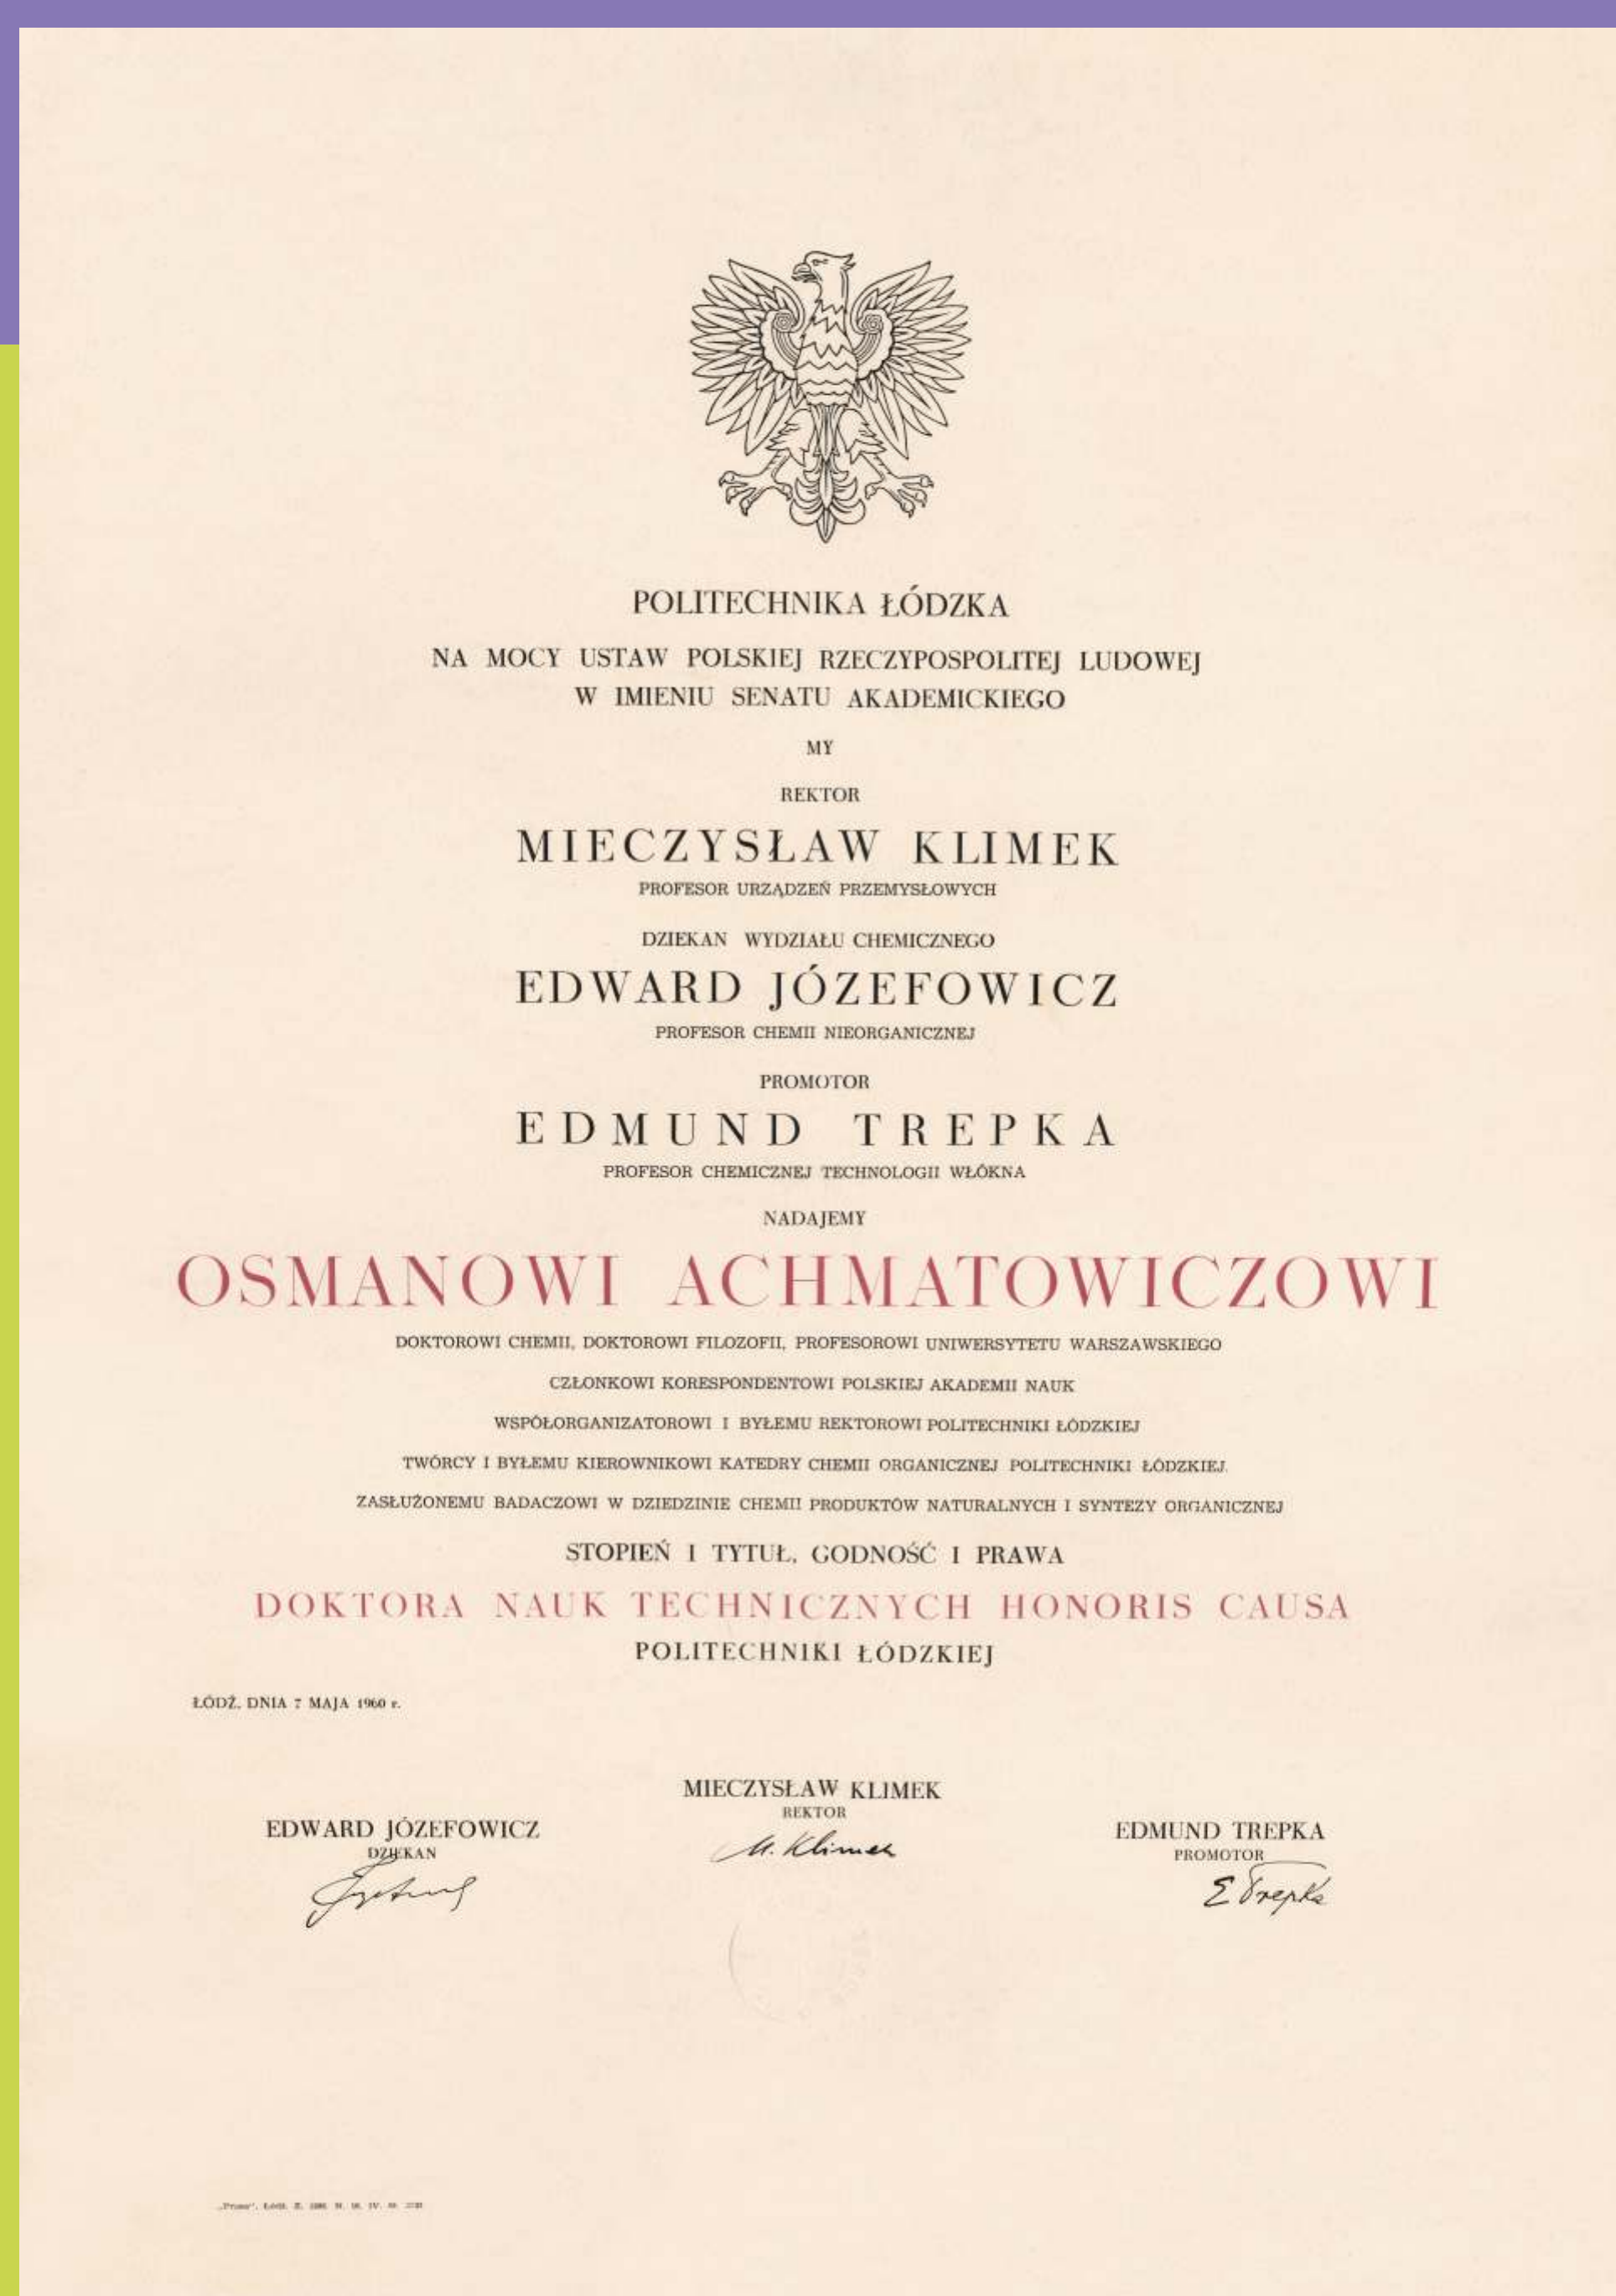 POLITECHNIKA ŁÓDZKA
NA MOCY USTAW POLSKIEJ RZECZYPOSPOLITEJ LUDOWEJ
W IMIENIU SENATU AKADEMICKIEGO
MY
REKTOR
MIECZYSŁAW KLIMEK
PROFESOR URZĄDZEŃ PRZEMYSŁOWYCH
DZIEKAN WYDZIAŁU CHEMICZNEGO
EDWARD JÓZEFOWICZ
PROFESOR CHEMII NIEORGANICZNEJ
PROMOTOR
EDMUND TREPKA
PROFESOR CHEMICZNEJ TECHNOLOGII WŁÓKNA
NADAJEMY
OSMANOWI ACHMATOWICZOWI
DOKTOROWI CHEMII, DOKTOROWI FILOZOFII, PROFESOROWI UNIWERSYTETU WARSZAWSKIEGO
CZŁONKOWI KORESPONDENTOWI POLSKIEJ AKADEMII NAUK
WSPÓŁORGANIZATOROWI I BYŁEMU REKTOROWI POLITECHNIKI ŁÓDZKIEJ
TWÓRCY I BYŁEMU KIEROWNIKOWI KATEDRY CHEMII ORGANICZNEJ POLITECHNIKI ŁÓDZKIEJ.
ZASŁUŻONEMU BADACZOWI W DZIEDZINIE CHEMII PRODUKTÓW NATURALNYCH I SYNTEZY ORGANICZNEJ
STOPIEŃ I TYTUŁ, GODNOŚĆ I PRAWA
DOKTORA NAUK TECHNICZNYCH HONORIS CAUSA
POLITECHNIKI ŁÓDZKIEJ
ŁÓDŹ, DNIA 7 MAJA 1960 r.
MIECZYSŁAW KLIMEK
REKTOR
M. Klimek
EDWARD JÓZEFOWICZ
DZIEKAN
EDMUND TREPKA
PROMOTOR
E Trepka
„Prasa", Łódź,